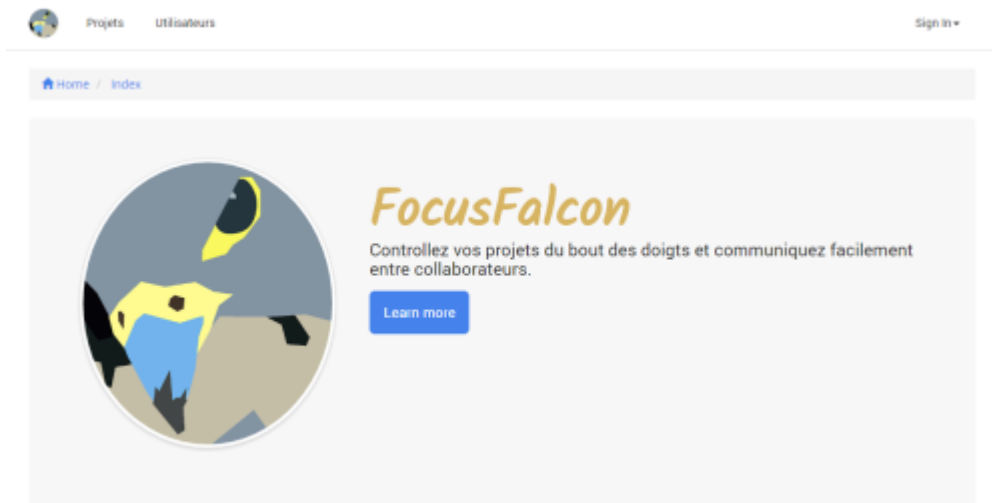 Projets Utilisateurs Sign In
Home / Index
FocusFalcon
Controllez vos projets du bout des doigts et communiquez facilement
entre collaborateurs.
Learn more